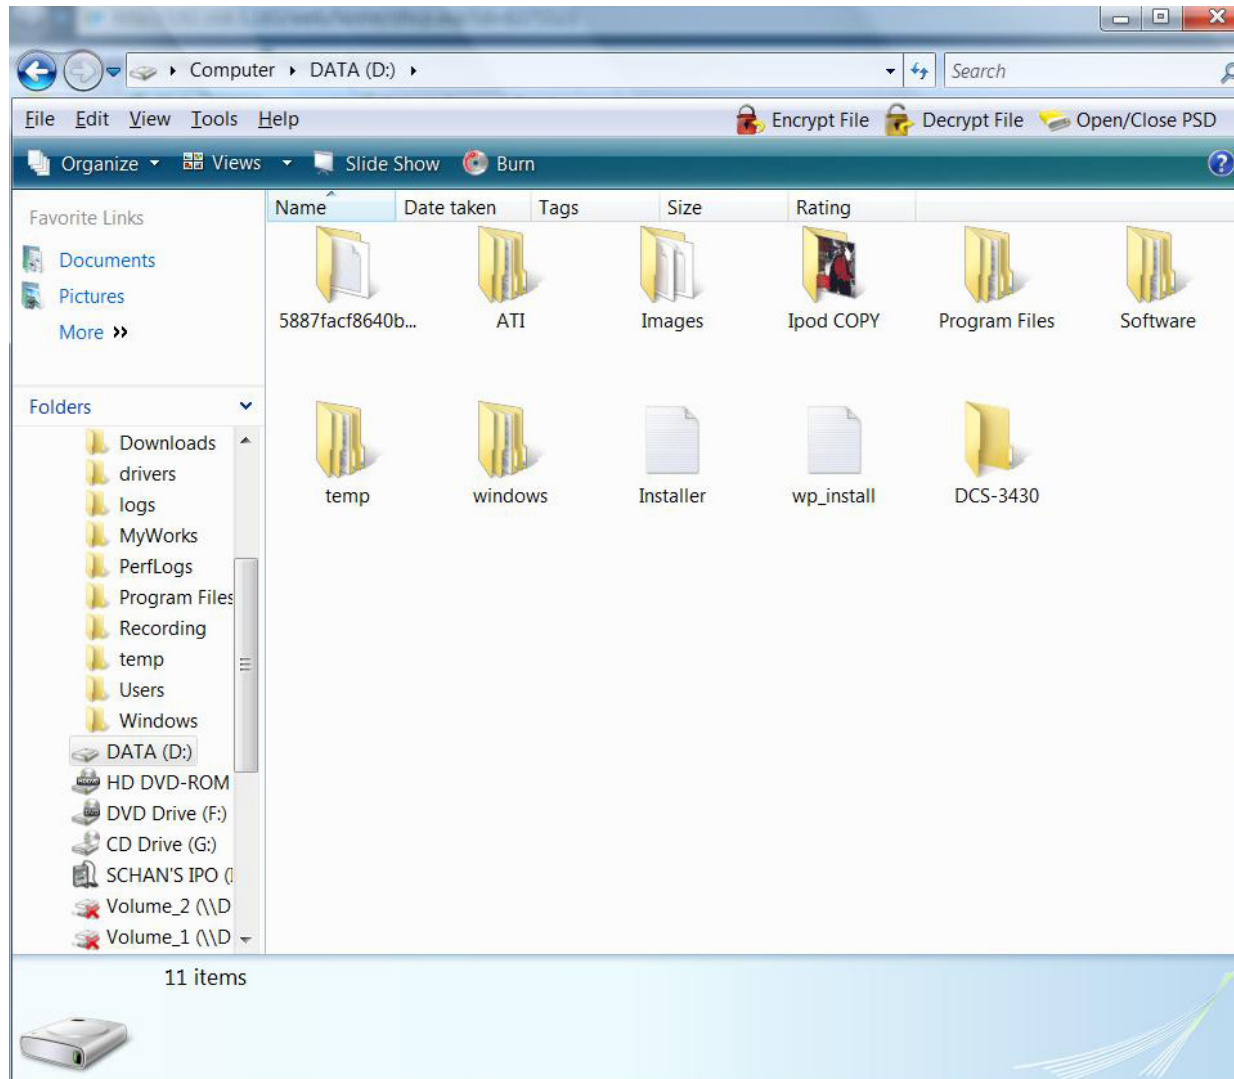 Computer ▸ DATA (D:) ▸ Search
File Edit View Tools Help Encrypt File Decrypt File Open/Close PSD
Organize Views Slide Show Burn
Favorite Links
Documents
Pictures
More »
Folders
Downloads
drivers
logs
MyWorks
PerfLogs
Program Files
Recording
temp
Users
Windows
DATA (D:)
HD DVD-ROM
DVD Drive (F:)
CD Drive (G:)
SCHAN'S IPO (
Volume_2 (\\D
Volume_1 (\\D
Name Date taken Tags Size Rating
5887facf8640b... ATI Images Ipod COPY Program Files Software
temp windows Installer wp_install DCS-3430
11 items